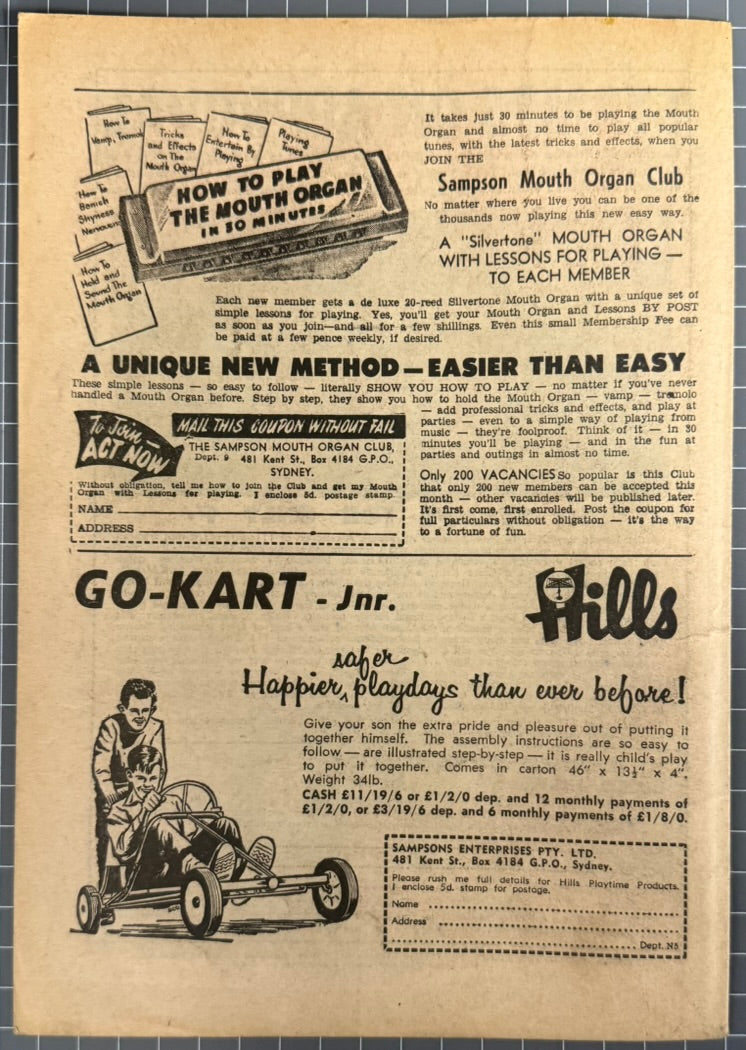 How To
Vamp, Tremolo
Tricks
and Effects
on The
Mouth Organ
How To
Entertain By
Playing
Playing
Tunes
How To
Banish
Shyness
Nervousness
How To
Hold and
Sound The
Mouth Organ
HOW TO PLAY
THE MOUTH ORGAN
IN 30 MINUTES
It takes just 30 minutes to be playing the Mouth
Organ and almost no time to play all popular
tunes, with the latest tricks and effects, when you
JOIN THE
Sampson Mouth Organ Club
No matter where you live you can be one of the
thousands now playing this new easy way.
A "Silvertone" MOUTH ORGAN
WITH LESSONS FOR PLAYING —
TO EACH MEMBER
Each new member gets a de luxe 20-reed Silvertone Mouth Organ with a unique set of
simple lessons for playing. Yes, you'll get your Mouth Organ and Lessons BY POST
as soon as you join—and all for a few shillings. Even this small Membership Fee can
be paid at a few pence weekly, if desired.
A UNIQUE NEW METHOD — EASIER THAN EASY
These simple lessons — so easy to follow — literally SHOW YOU HOW TO PLAY — no matter if you've never
handled a Mouth Organ before. Step by step, they show you how to hold the Mouth Organ — vamp — tremolo
— add professional tricks and effects, and play at
parties — even to a simple way of playing from
music — they're foolproof. Think of it — in 30
minutes you'll be playing — and in the fun at
parties and outings in almost no time.
Only 200 VACANCIES So popular is this Club
that only 200 new members can be accepted this
month — other vacancies will be published later.
It's first come, first enrolled. Post the coupon for
full particulars without obligation — it's the way
to a fortune of fun.
To Join—
ACT NOW
MAIL THIS COUPON WITHOUT FAIL
THE SAMPSON MOUTH ORGAN CLUB,
Dept. 9 481 Kent St., Box 4184 G.P.O.,
SYDNEY.
Without obligation, tell me how to join the Club and get my Mouth
Organ with Lessons for playing. I enclose 5d. postage stamp.
NAME
ADDRESS
GO-KART - Jnr.
Hills
safer
Happier, playdays than ever before!
Give your son the extra pride and pleasure out of putting it
together himself. The assembly instructions are so easy to
follow — are illustrated step-by-step — it is really child's play
to put it together. Comes in carton 46" x 13½" x 4".
Weight 34lb.
CASH £11/19/6 or £1/2/0 dep. and 12 monthly payments of
£1/2/0, or £3/19/6 dep. and 6 monthly payments of £1/8/0.
SAMPSONS ENTERPRISES PTY. LTD.
481 Kent St., Box 4184 G.P.O., Sydney.
Please rush me full details for Hills Playtime Products.
I enclose 5d. stamp for postage.
Name
Address
Dept. N5